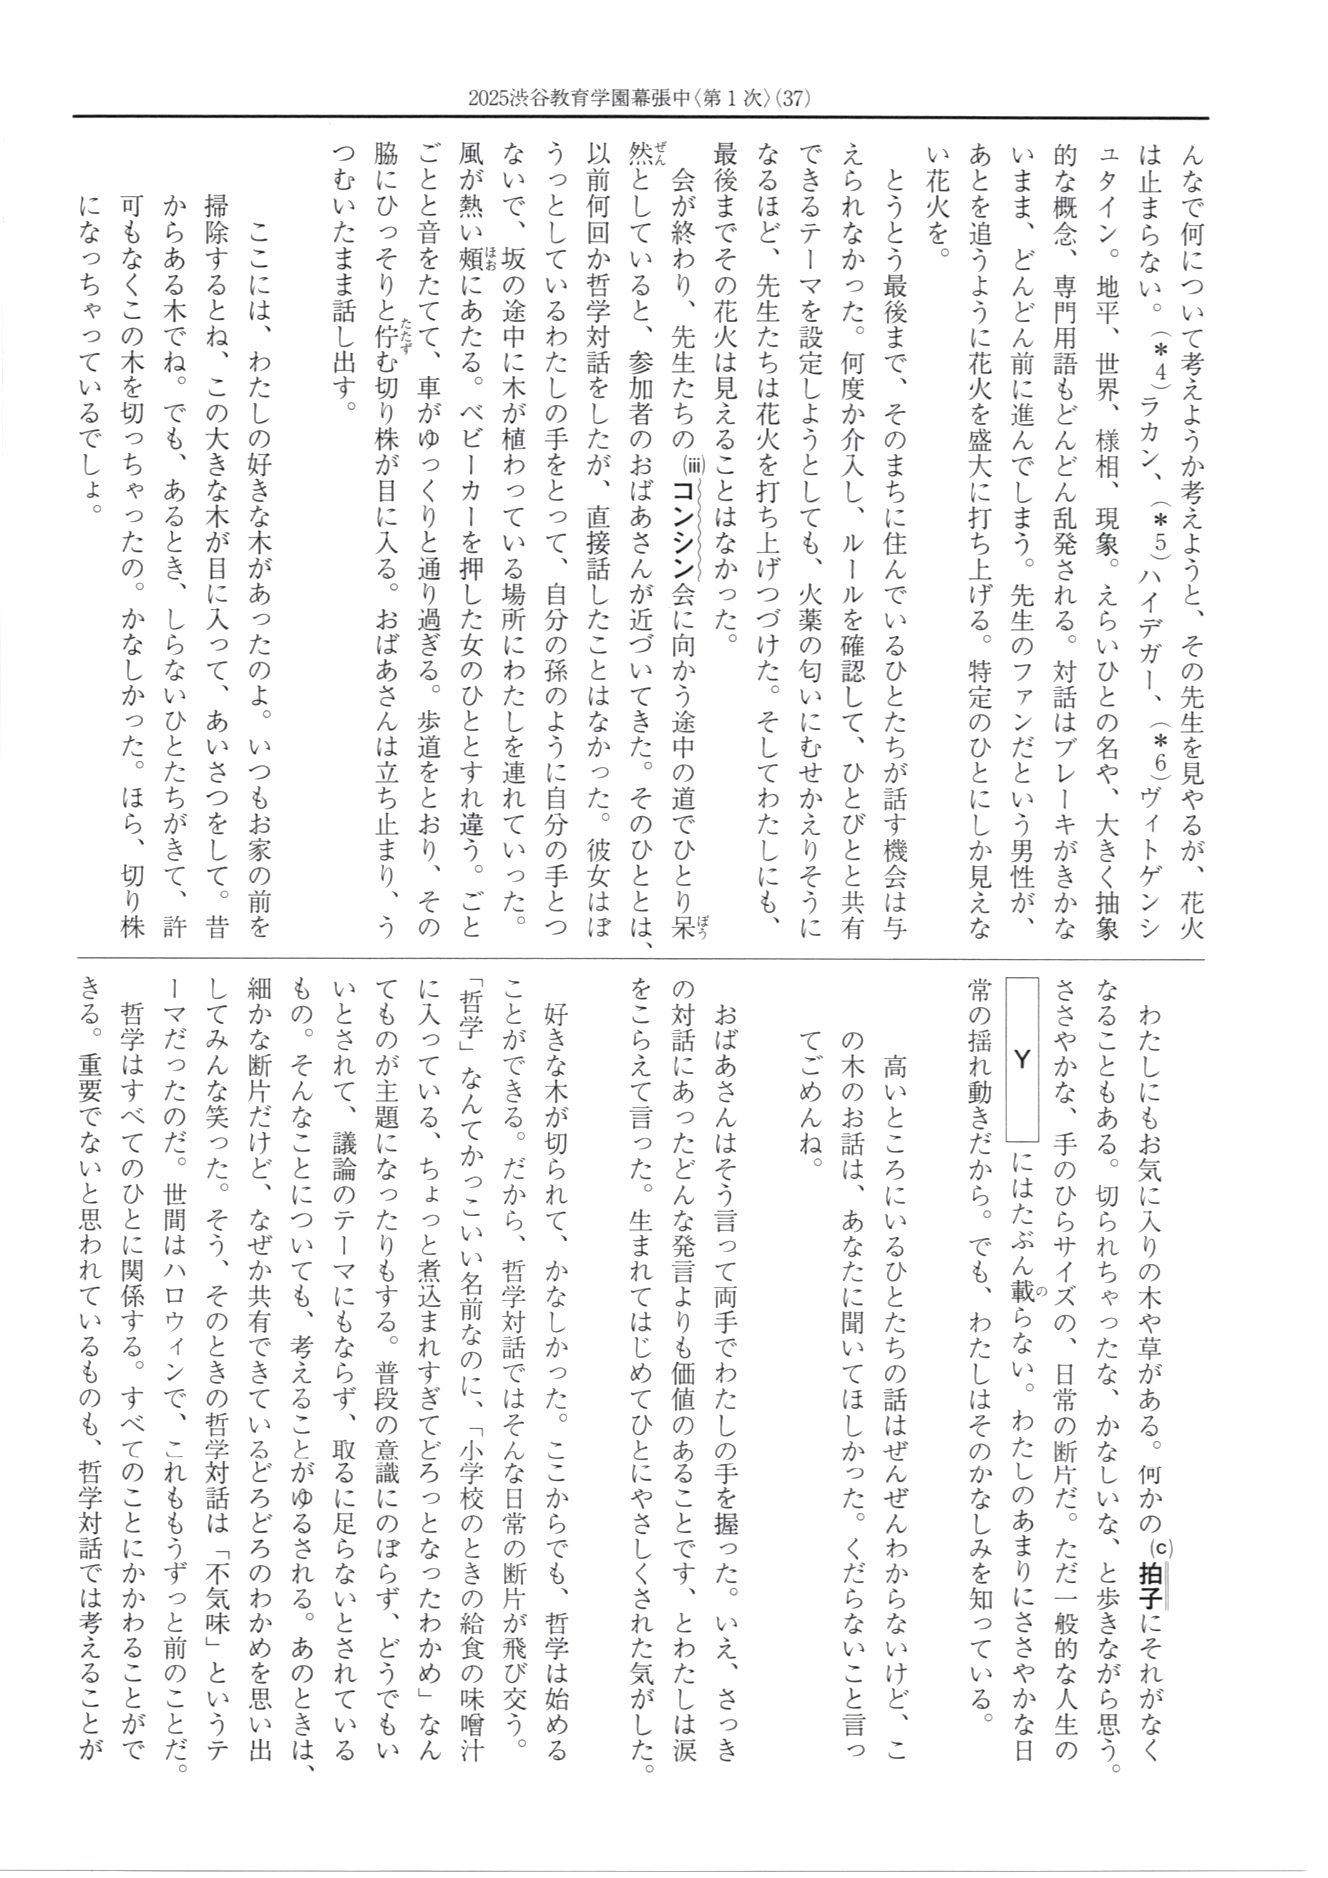 2025渋谷教育学園幕張中〈第1次〉(37)
んなで何について考えようか考えようと、その先生を見やるが、花火
は止まらない。(*4)ラカン、(*5)ハイデガー、(*6)ヴィトゲンシ
ュタイン。地平、世界、様相、現象。えらいひとの名や、大きく抽象
的な概念、専門用語もどんどん乱発される。対話はブレーキがきかな
いまま、どんどん前に進んでしまう。先生のファンだという男性が、
あとを追うように花火を盛大に打ち上げる。特定のひとにしか見えな
い花火を。
とうとう最後まで、そのまちに住んでいるひとたちが話す機会は与
えられなかった。何度か介入し、ルールを確認して、ひとびとと共有
できるテーマを設定しようとしても、火薬の匂いにむせかえりそうに
なるほど、先生たちは花火を打ち上げつづけた。そしてわたしにも、
最後までその花火は見えることはなかった。
会が終わり、先生たちの(ⅲ)コンシン会に向かう途中の道でひとり呆ぼう
然ぜんとしていると、参加者のおばあさんが近づいてきた。そのひととは、
以前何回か哲学対話をしたが、直接話したことはなかった。彼女はぼ
うっとしているわたしの手をとって、自分の孫のように自分の手とつ
ないで、坂の途中に木が植わっている場所にわたしを連れていった。
風が熱い頰ほおにあたる。ベビーカーを押した女のひととすれ違う。ごと
ごとと音をたてて、車がゆっくりと通り過ぎる。歩道をとおり、その
脇にひっそりと佇たたずむ切り株が目に入る。おばあさんは立ち止まり、う
つむいたまま話し出す。
ここには、わたしの好きな木があったのよ。いつもお家の前を
掃除するとね、この大きな木が目に入って、あいさつをして。昔
からある木でね。でも、あるとき、しらないひとたちがきて、許
可もなくこの木を切っちゃったの。かなしかった。ほら、切り株
になっちゃっているでしょ。
わたしにもお気に入りの木や草がある。何かの(c)拍子にそれがなく
なることもある。切られちゃったな、かなしいな、と歩きながら思う。
ささやかな、手のひらサイズの、日常の断片だ。ただ一般的な人生の
Yにはたぶん載のらない。わたしのあまりにささやかな日
常の揺れ動きだから。でも、わたしはそのかなしみを知っている。
高いところにいるひとたちの話はぜんぜんわからないけど、こ
の木のお話は、あなたに聞いてほしかった。くだらないこと言っ
てごめんね。
おばあさんはそう言って両手でわたしの手を握った。いえ、さっき
の対話にあったどんな発言よりも価値のあることです、とわたしは涙
をこらえて言った。生まれてはじめてひとにやさしくされた気がした。
好きな木が切られて、かなしかった。ここからでも、哲学は始める
ことができる。だから、哲学対話ではそんな日常の断片が飛び交う。
「哲学」なんてかっこいい名前なのに、「小学校のときの給食の味噌汁
に入っている、ちょっと煮込まれすぎてどろっとなったわかめ」なん
てものが主題になったりもする。普段の意識にのぼらず、どうでもい
いとされて、議論のテーマにもならず、取るに足らないとされている
もの。そんなことについても、考えることがゆるされる。あのときは、
細かな断片だけど、なぜか共有できているどろどろのわかめを思い出
してみんな笑った。そう、そのときの哲学対話は「不気味」というテ
ーマだったのだ。世間はハロウィンで、これももうずっと前のことだ。
哲学はすべてのひとに関係する。すべてのことにかかわることがで
きる。重要でないと思われているものも、哲学対話では考えることが